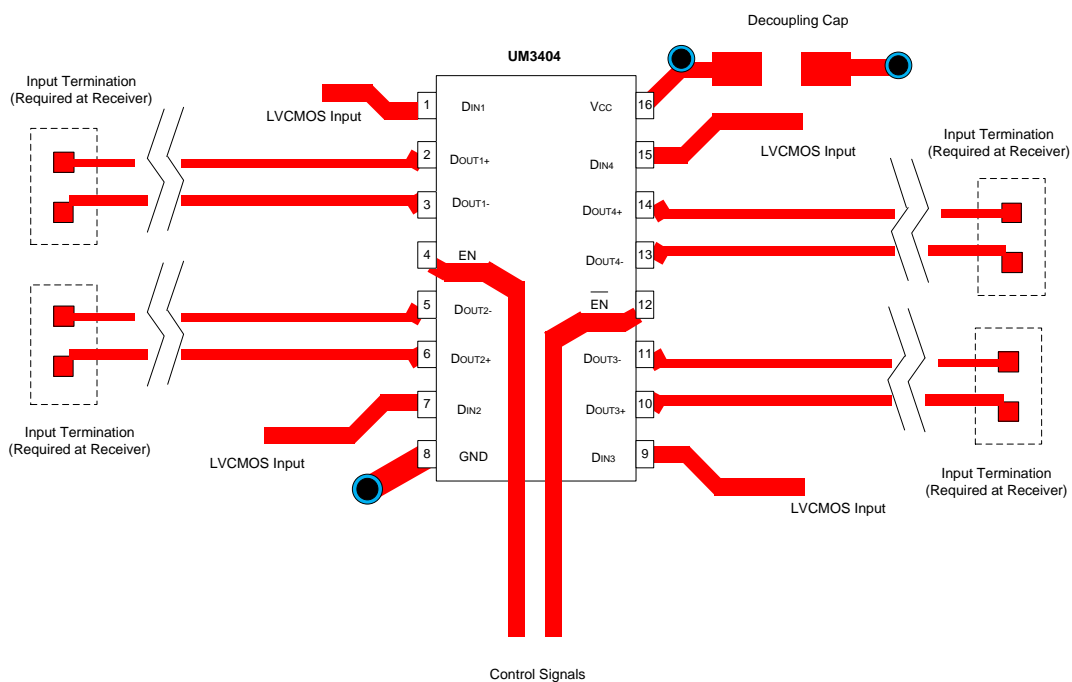 Decoupling Cap
UM3404
Input Termination
(Required at Receiver)
LVCMOS Input
1
DIN1
VCC
16
2
DOUT1+
DIN4
15
LVCMOS Input
Input Termination
(Required at Receiver)
3
DOUT1-
DOUT4+
14
4
EN
DOUT4-
13
5
DOUT2-
EN
12
6
DOUT2+
DOUT3-
11
7
DIN2
DOUT3+
10
Input Termination
(Required at Receiver)
LVCMOS Input
8
GND
DIN3
9
Input Termination
(Required at Receiver)
LVCMOS Input
Control Signals